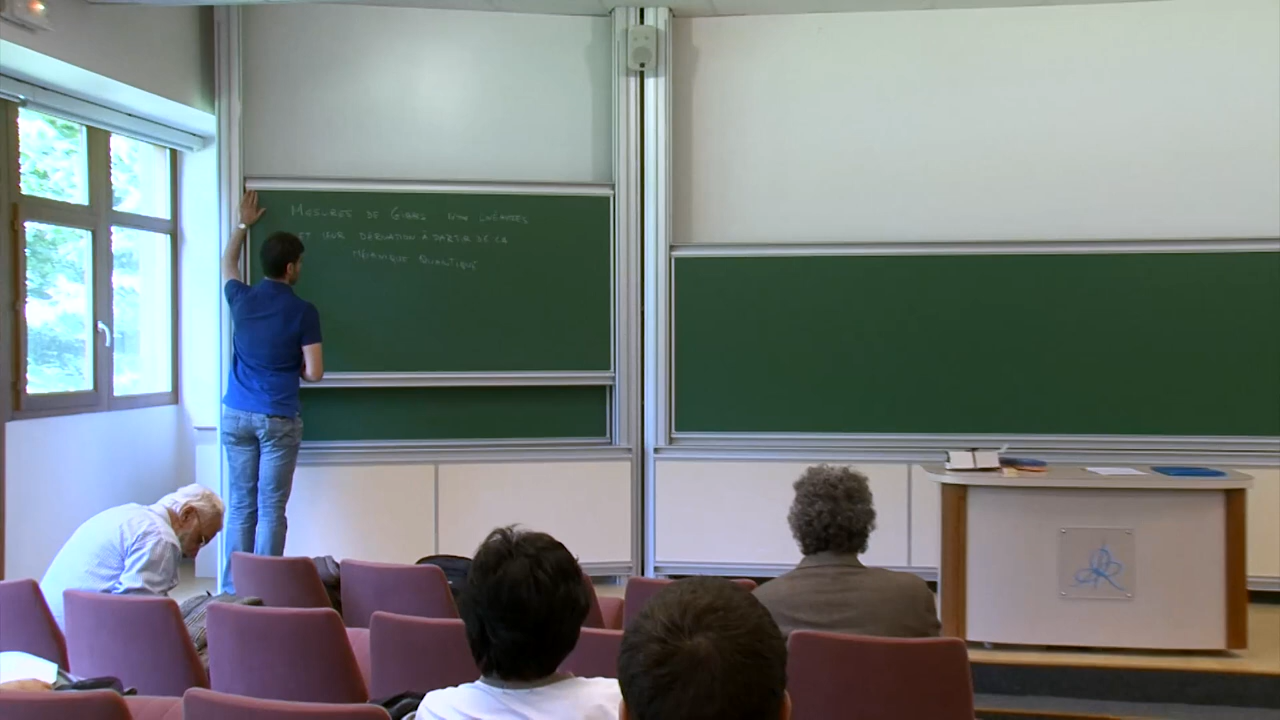 MESURES DE GIBBS NON LINÉAIRES
ET LEUR DÉRIVATION À PARTIR DE LA
MÉCANIQUE QUANTIQUE